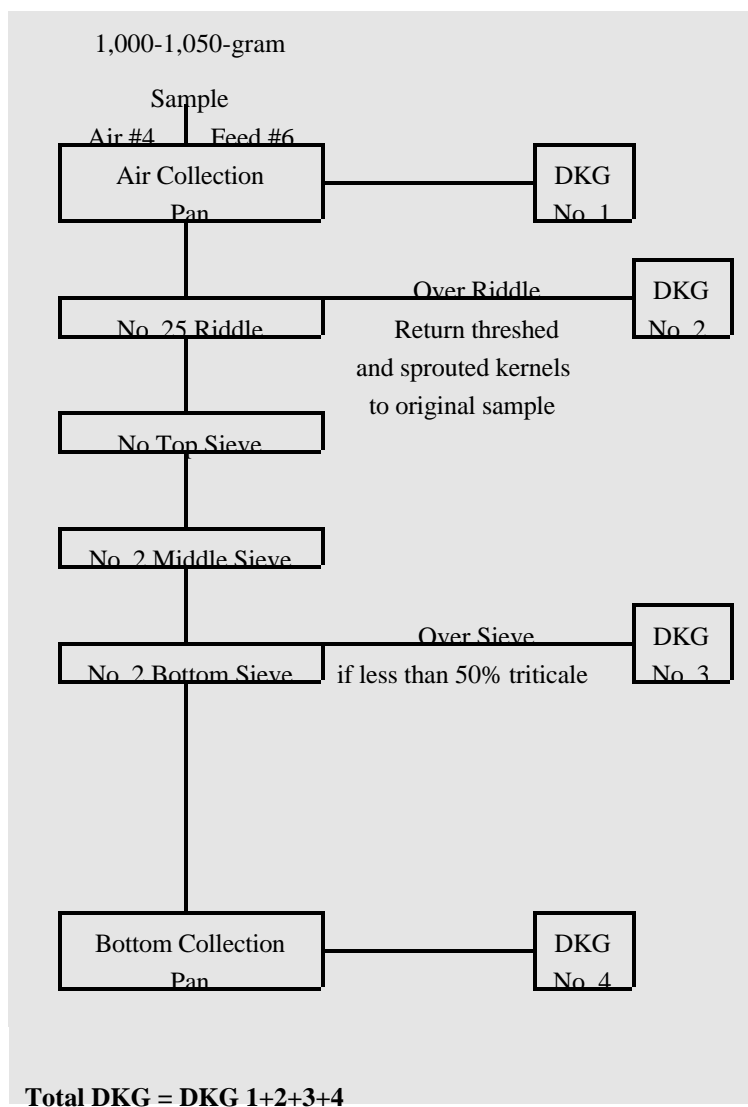 1,000-1,050-gram
Sample
Air #4 Feed #6
Air Collection
Pan
DKG
No. 1
No. 25 Riddle
Over Riddle
Return threshed
and sprouted kernels
to original sample
DKG
No. 2
No Top Sieve
No. 2 Middle Sieve
No. 2 Bottom Sieve
Over Sieve
if less than 50% triticale
DKG
No. 3
Bottom Collection
Pan
DKG
No. 4
Total DKG = DKG 1+2+3+4